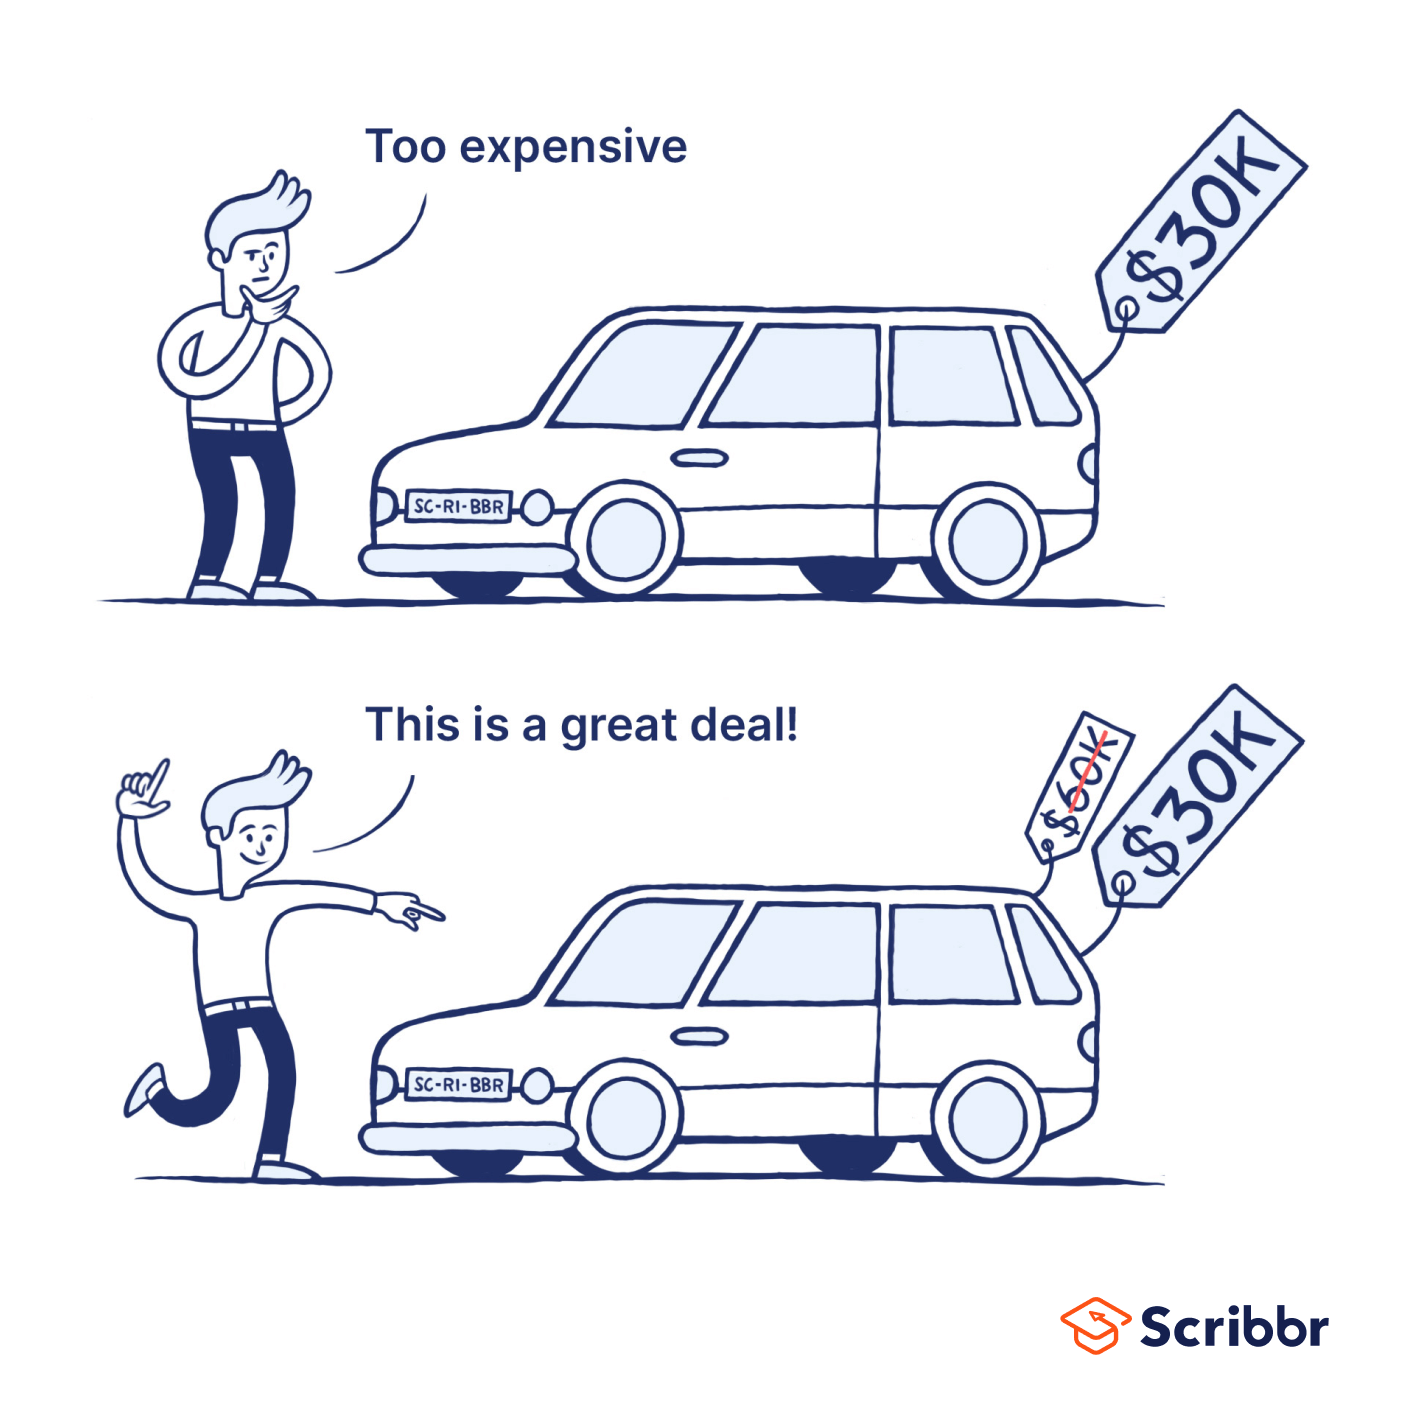 Too expensive
$30K
SC-RI-BBR
This is a great deal!
$60K
$30K
SC-RI-BBR
Scribbr